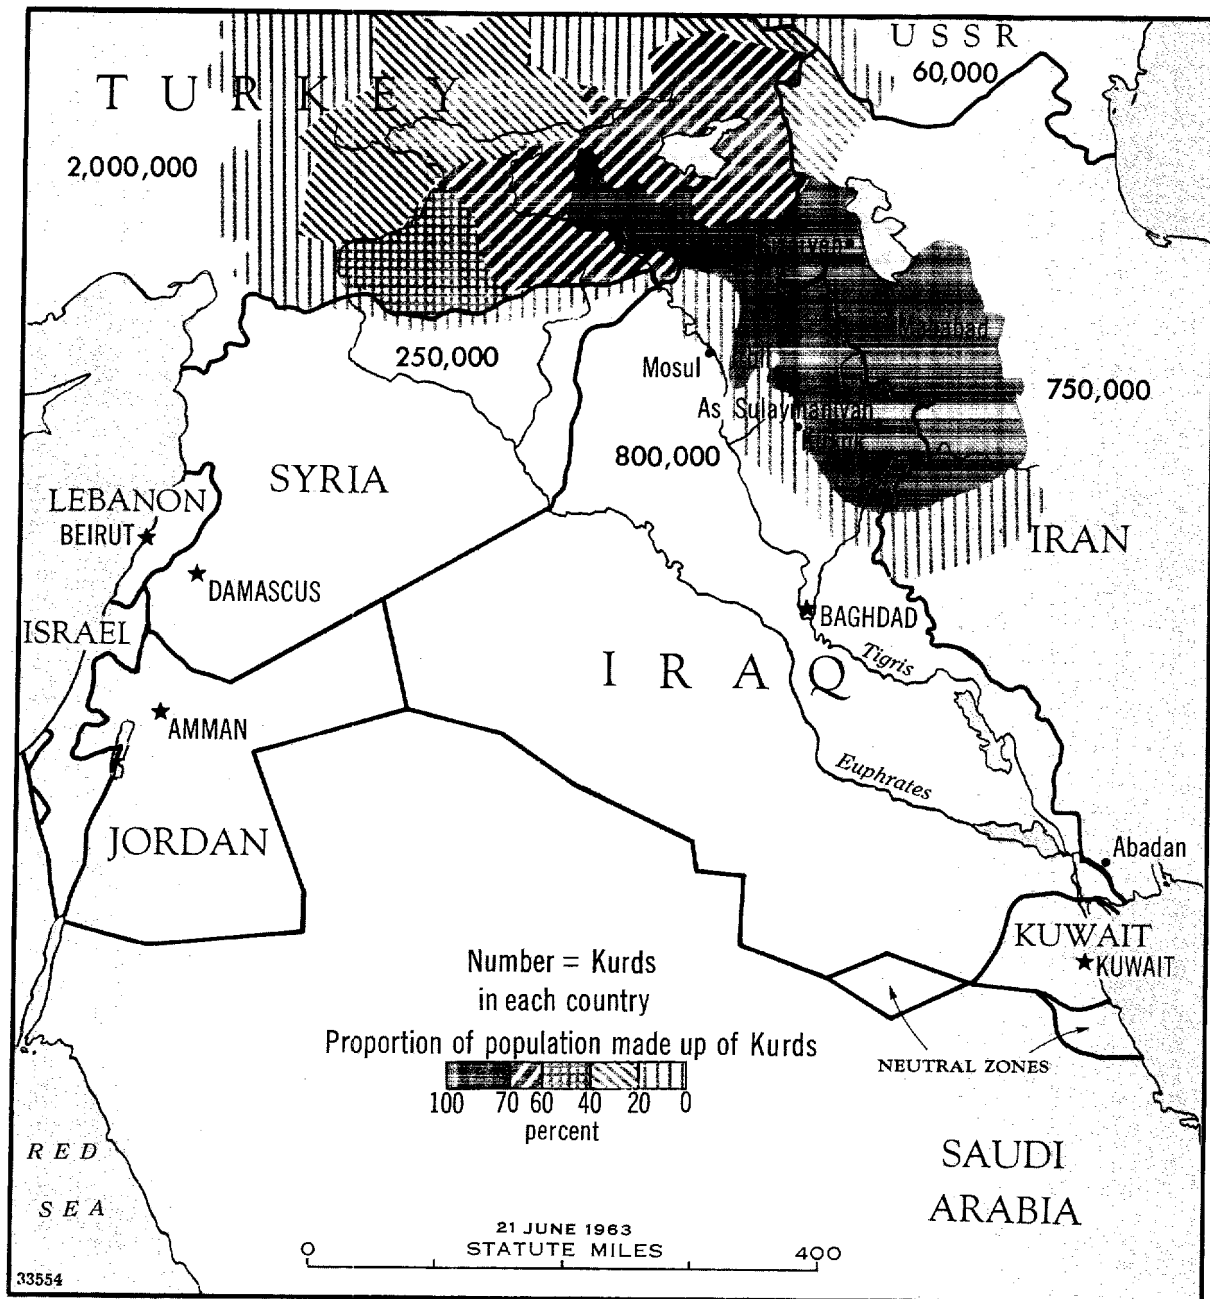 USSR
60,000
TURKEY
2,000,000
250,000
Mosul
750,000
As Sulaymaniyah
800,000
SYRIA
LEBANON
BEIRUT
IRAN
DAMASCUS
BAGHDAD
ISRAEL
Tigris
IRAQ
AMMAN
Euphrates
JORDAN
Abadan
KUWAIT
KUWAIT
Number = Kurds
in each country
Proportion of population made up of Kurds
100 70 60 40 20 0
percent
NEUTRAL ZONES
SAUDI
ARABIA
RED
SEA
21 JUNE 1963
STATUTE MILES
0 400
33554